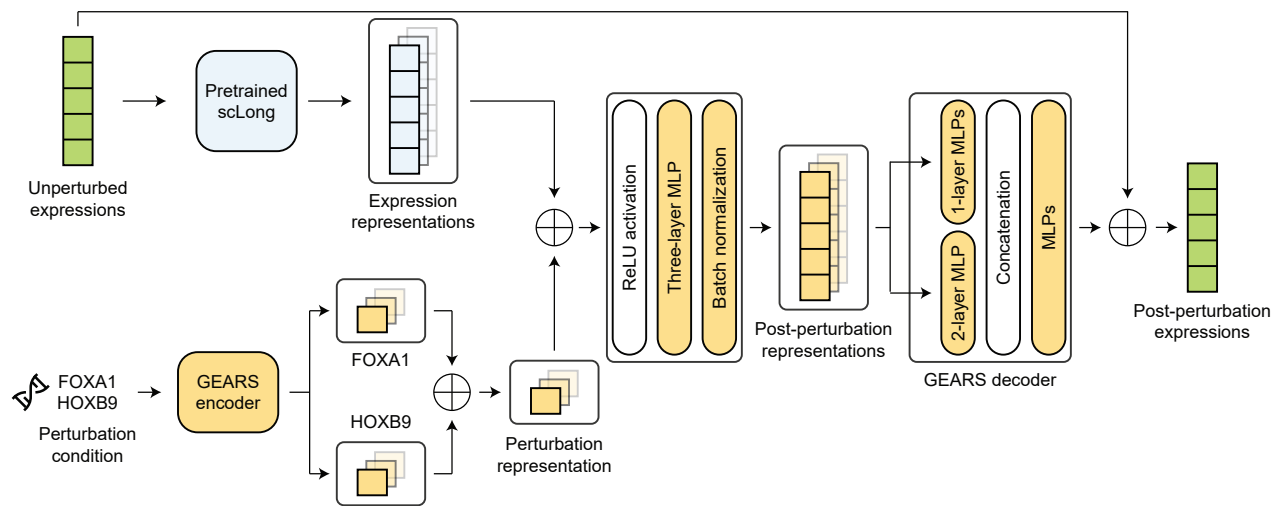 Unperturbed
expressions
Pretrained
scLong
Expression
representations
FOXA1
HOXB9
Perturbation
condition
GEARS
encoder
FOXA1
HOXB9
Perturbation
representation
ReLU activation
Three-layer MLP
Batch normalization
Post-perturbation
representations
1-layer MLPs
2-layer MLP
Concatenation
MLPs
GEARS decoder
Post-perturbation
expressions